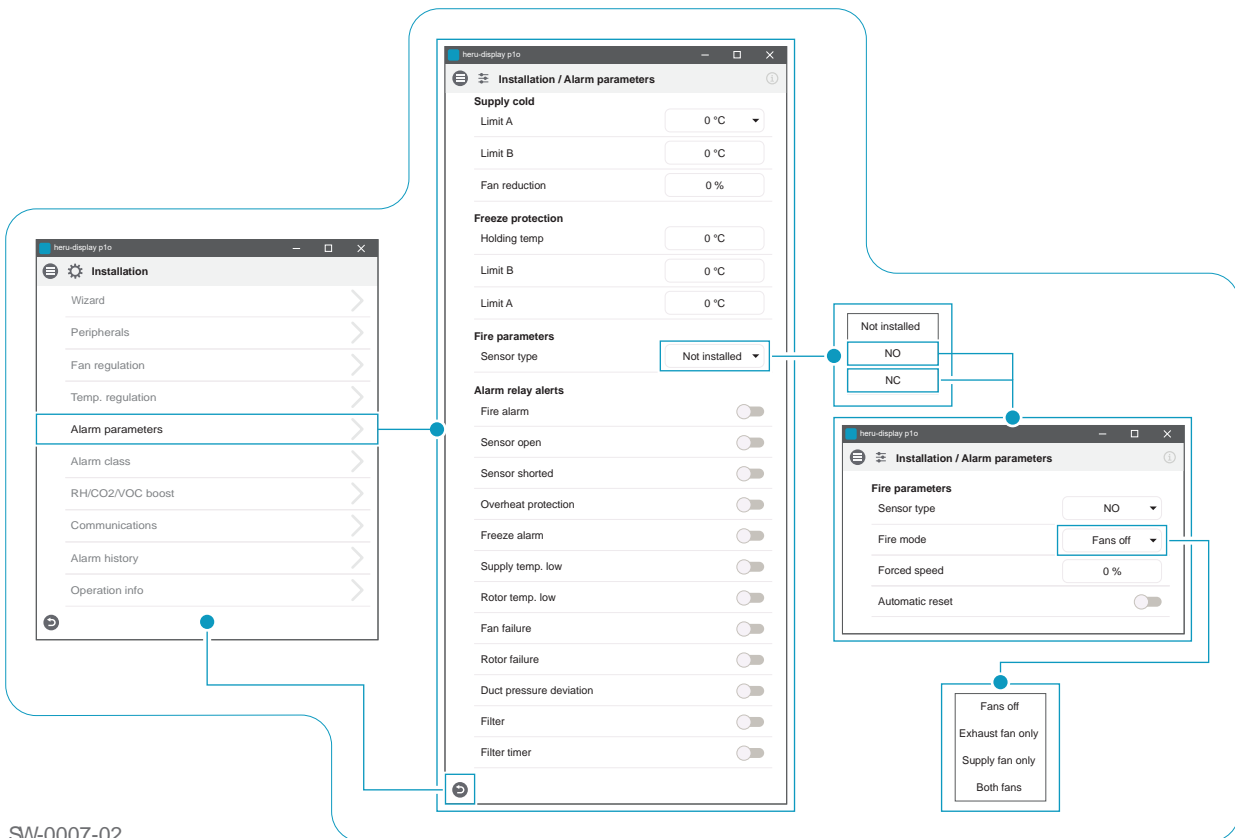 heru-display p1o
Installation
Wizard
Peripherals
Fan regulation
Temp. regulation
Alarm parameters
Alarm class
RH/CO2/VOC boost
Communications
Alarm history
Operation info
heru-display p1o
Installation / Alarm parameters
Supply cold
Limit A 0 °C
Limit B 0 °C
Fan reduction 0 %
Freeze protection
Holding temp 0 °C
Limit B 0 °C
Limit A 0 °C
Fire parameters
Sensor type Not installed
Alarm relay alerts
Fire alarm
Sensor open
Sensor shorted
Overheat protection
Freeze alarm
Supply temp. low
Rotor temp. low
Fan failure
Rotor failure
Duct pressure deviation
Filter
Filter timer
Not installed
NO
NC
heru-display p1o
Installation / Alarm parameters
Fire parameters
Sensor type NO
Fire mode Fans off
Forced speed 0 %
Automatic reset
Fans off
Exhaust fan only
Supply fan only
Both fans
SW-0007-02